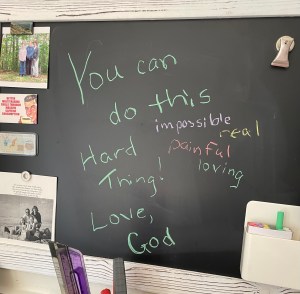 You can
do this
impossible
real
Hard
painful
loving
Thing!
Love,
God